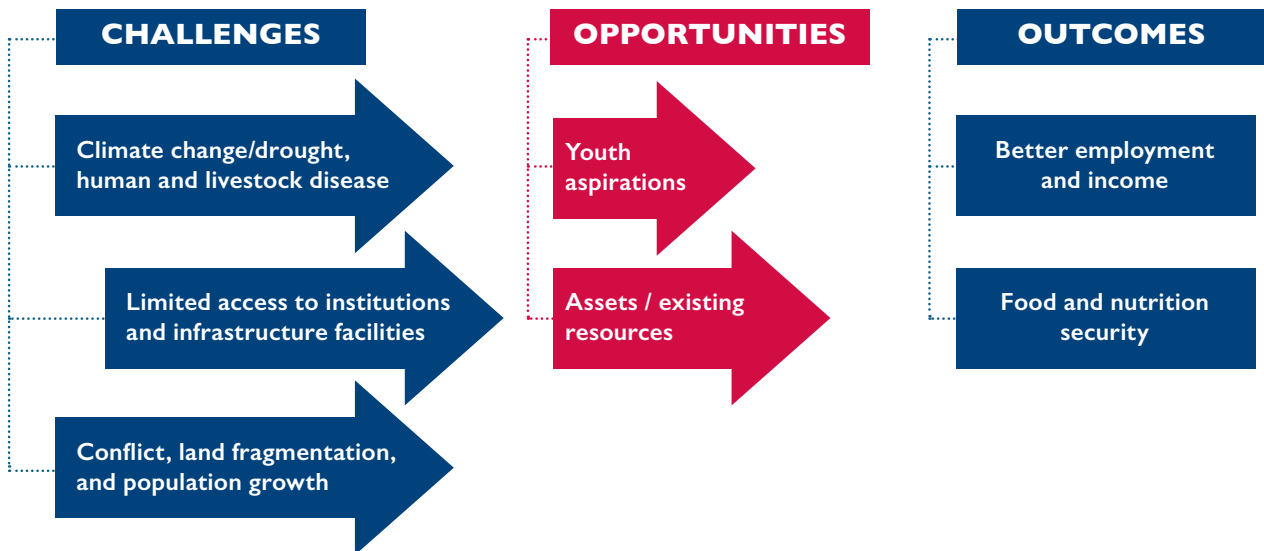 CHALLENGES
Climate change/drought,
human and livestock disease
Limited access to institutions
and infrastructure facilities
Conflict, land fragmentation,
and population growth
OPPORTUNITIES
Youth
aspirations
Assets / existing
resources
OUTCOMES
Better employment
and income
Food and nutrition
security